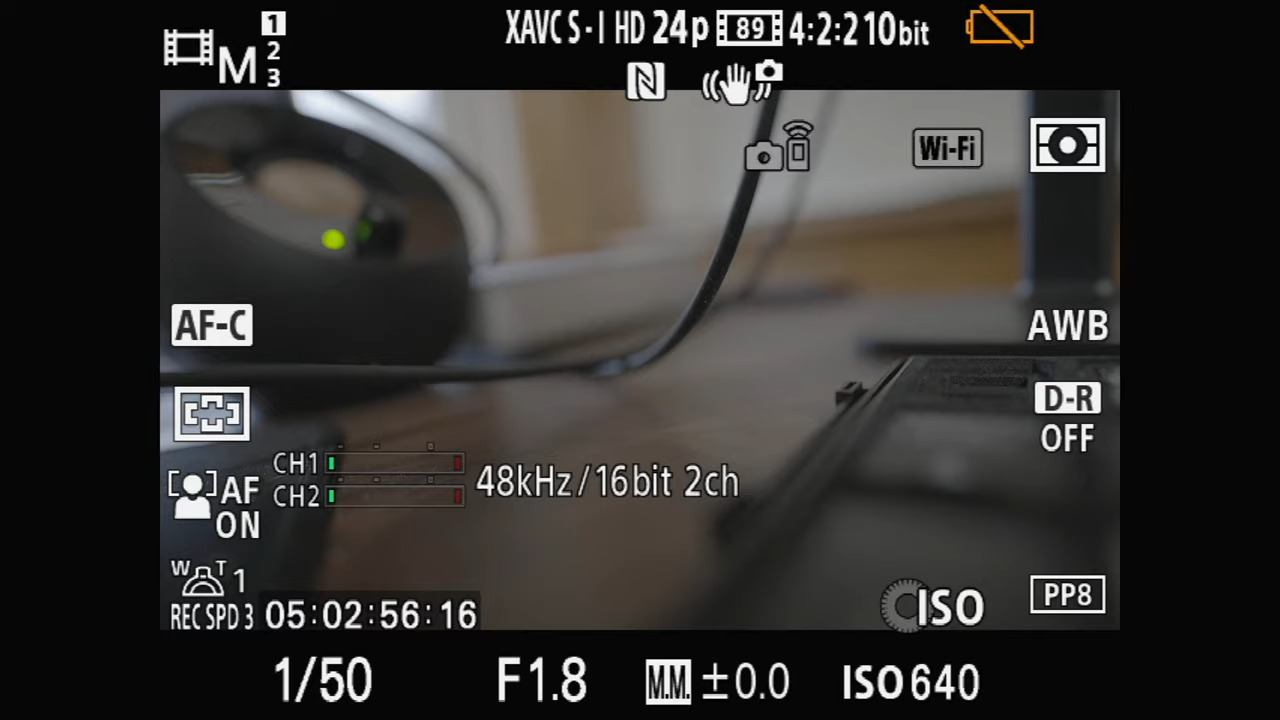 M
1
2
3
XAVC S-I HD 24p 89 4:2:2 10bit
N
Wi-Fi
AF-C
AWB
D-R
OFF
CH1
CH2
48kHz/16bit 2ch
AF
ON
W T 1
REC SPD 3 05:02:56:16
ISO
PP8
1/50 F1.8 M.M. ±0.0 ISO 640